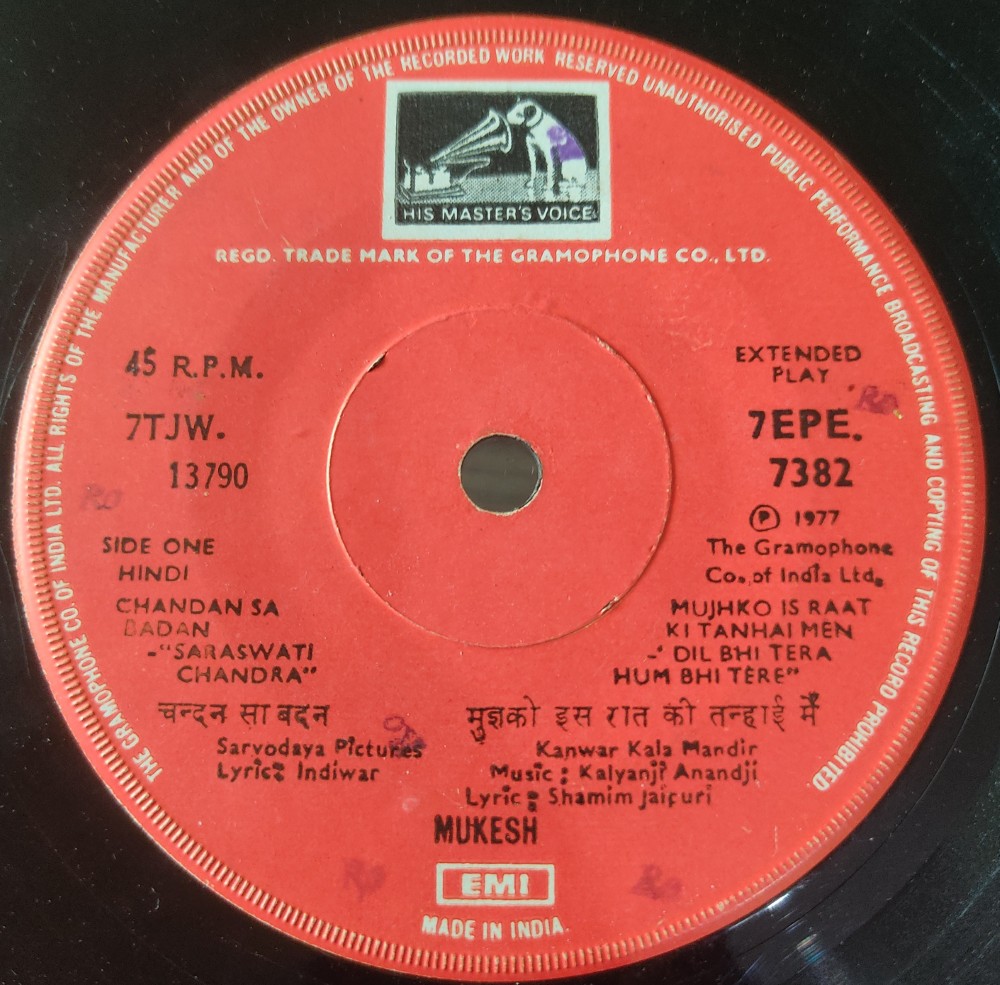 THE GRAMOPHONE CO. OF INDIA LTD. ALL RIGHTS OF THE MANUFACTURER AND OF THE OWNER OF THE RECORDED WORK RESERVED UNAUTHORISED PUBLIC PERFORMANCE BROADCASTING AND COPYING OF THIS RECORD PROHIBITED.
HIS MASTER'S VOICE
REGD. TRADE MARK OF THE GRAMOPHONE CO., LTD.
45 R.P.M.
7TJW.
13790
SIDE ONE
HINDI
CHANDAN SA
BADAN
-"SARASWATI
CHANDRA"
चन्दन सा बदन
Sarvodaya Pictures
Lyric: Indiwar
EXTENDED
PLAY
7EPE.
7382
Ⓟ 1977
The Gramophone
Co. of India Ltd.
MUJHKO IS RAAT
KI TANHAI MEN
-' DIL BHI TERA
HUM BHI TERE"
मुझको इस रात की तन्हाई में
Kanwar Kala Mandir
Music : Kalyanji Anandji
Lyric : Shamim Jaipuri
MUKESH
EMI
MADE IN INDIA.